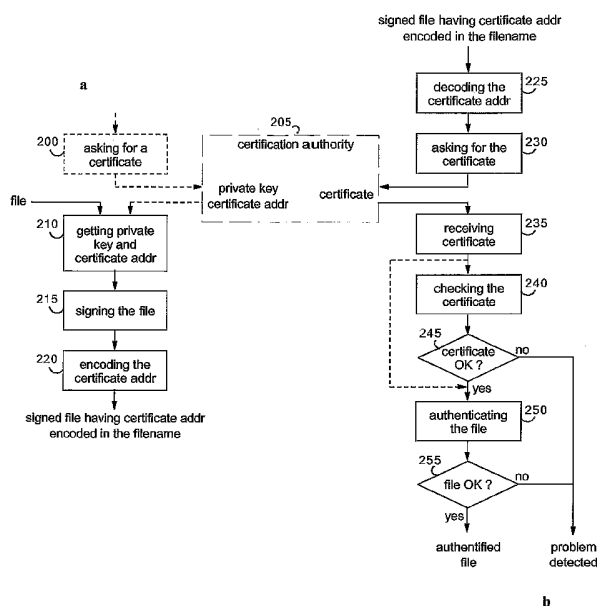 a
200
asking for a
certificate
205
certification authority
private key
certificate addr
certificate
file
210
getting private
key and
certificate addr
215
signing the file
220
encoding the
certificate addr
signed file having certificate addr
encoded in the filename
signed file having certificate addr
encoded in the filename
decoding the
certificate addr
225
asking for the
certificate
230
receiving
certificate
235
checking the
certificate
240
245
certificate
OK ?
no
yes
authenticating
the file
250
255
file OK ?
no
yes
authentified
file
problem
detected
b